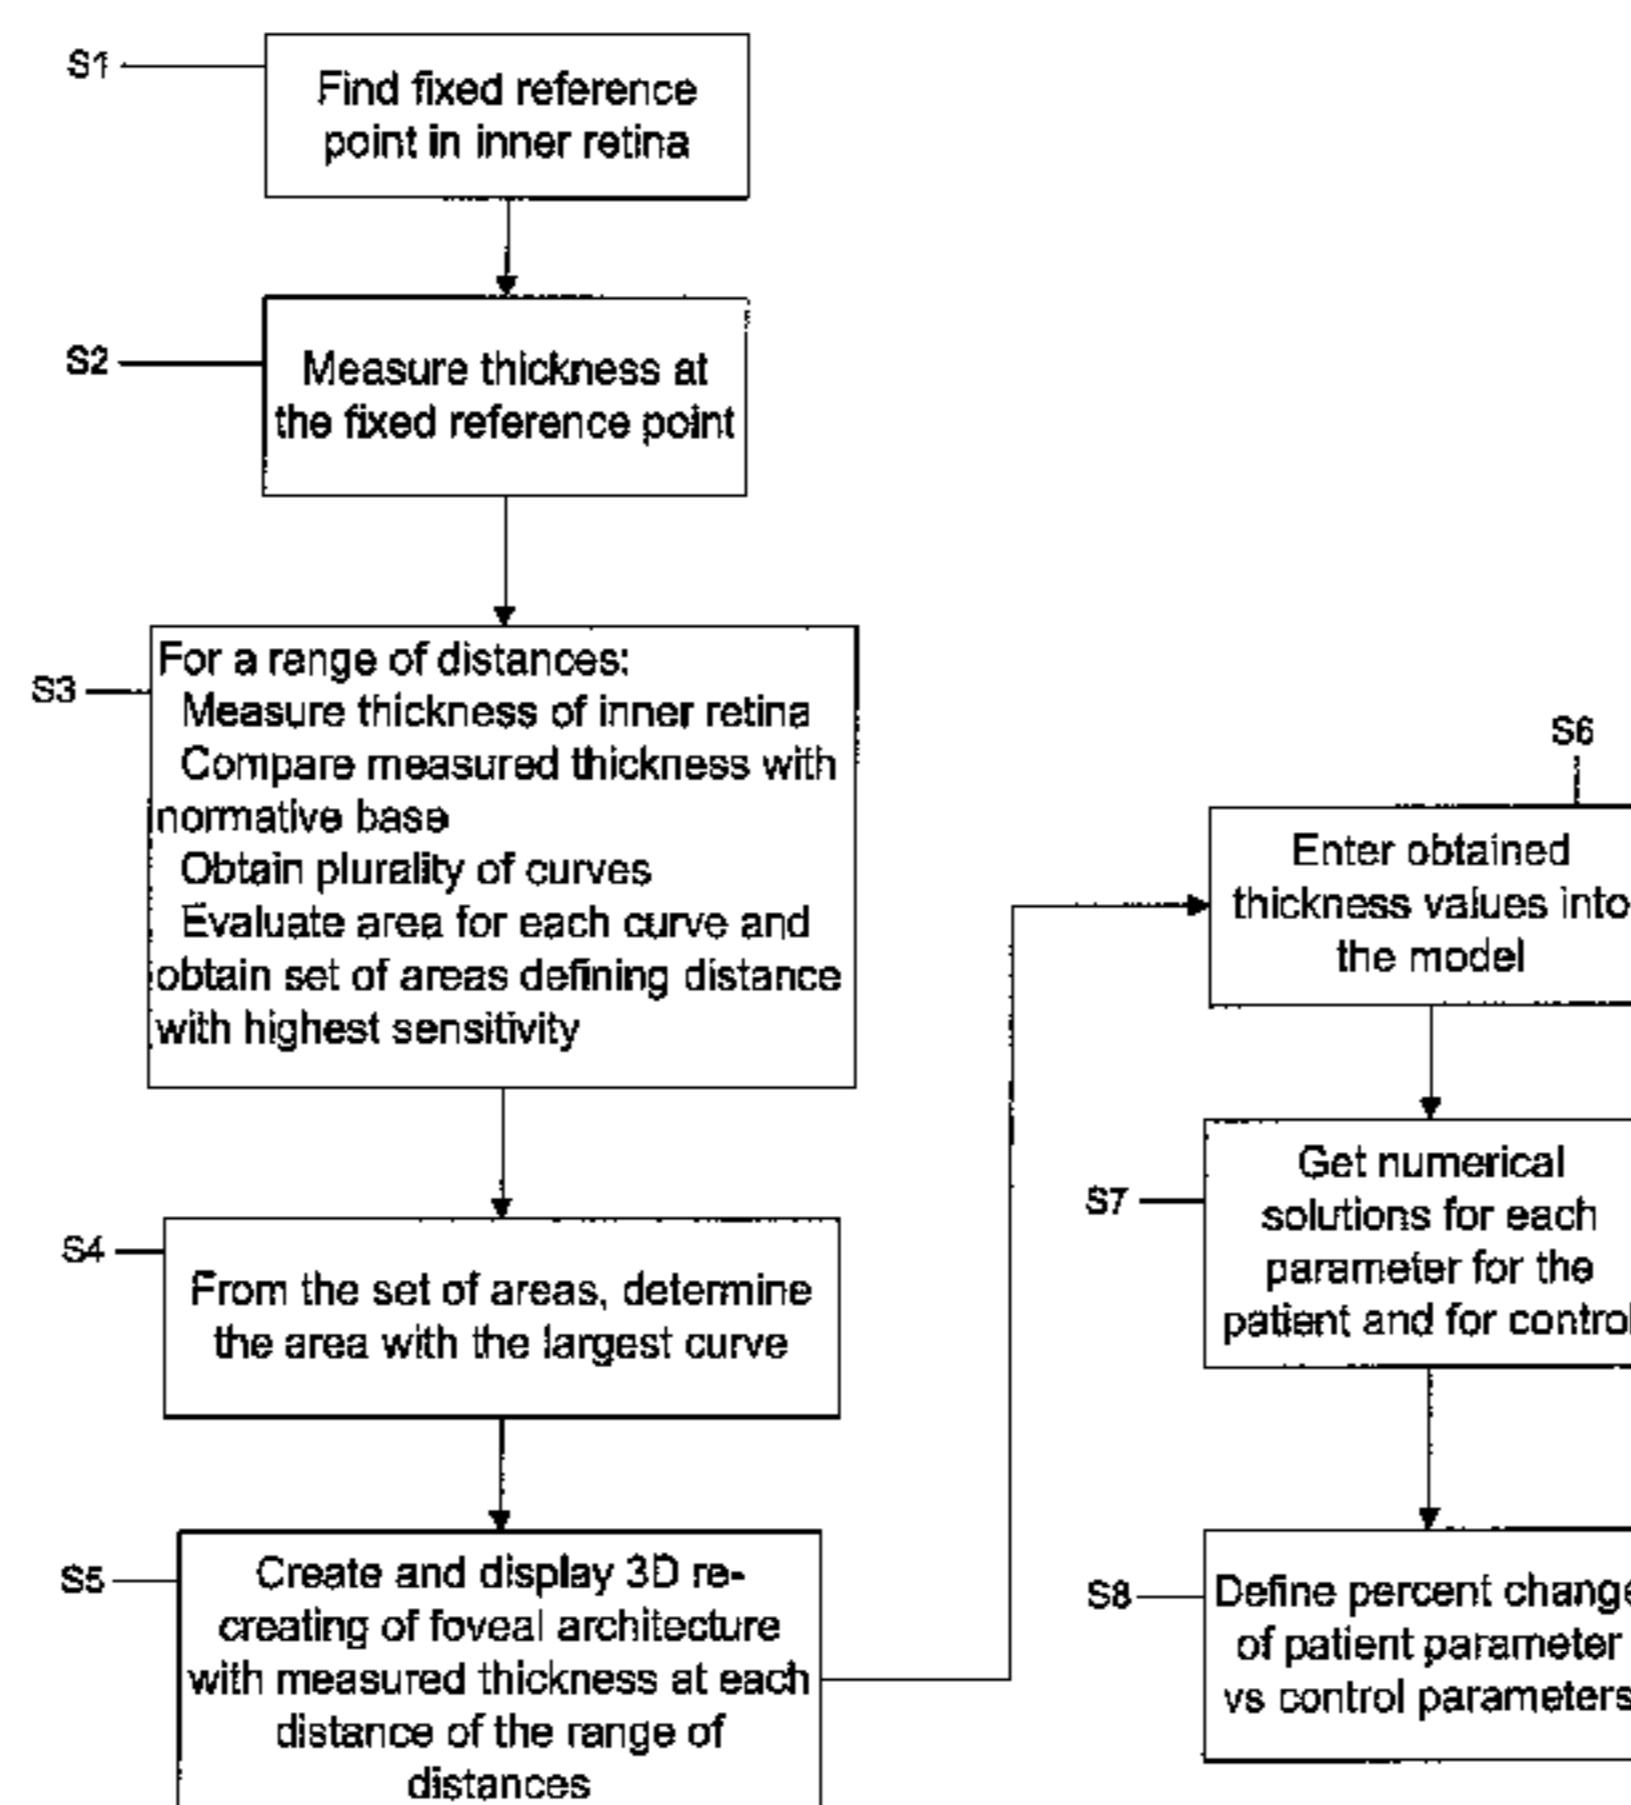 S1
Find fixed reference
point in inner retina
S2
Measure thickness at
the fixed reference point
S3
For a range of distances:
Measure thickness of inner retina
Compare measured thickness with
normative base
Obtain plurality of curves
Evaluate area for each curve and
obtain set of areas defining distance
with highest sensitivity
S4
From the set of areas, determine
the area with the largest curve
S5
Create and display 3D re-
creating of foveal architecture
with measured thickness at each
distance of the range of
distances
S6
Enter obtained
thickness values into
the model
S7
Get numerical
solutions for each
parameter for the
patient and for control
S8
Define percent change
of patient parameter
vs control parameters